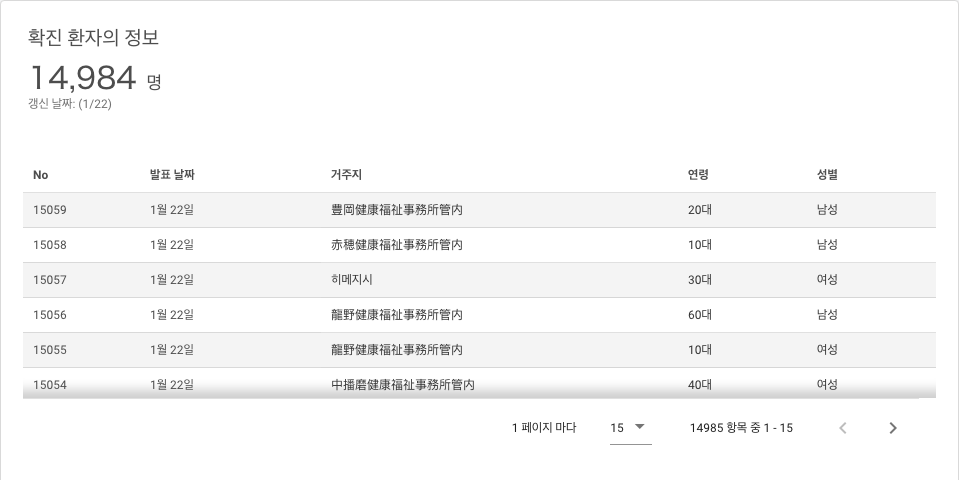 확진 환자의 정보
14,984 명
갱신 날짜: (1/22)
No 발표 날짜 거주지 연령 성별
15059 1월 22일 豊岡健康福祉事務所管内 20대 남성
15058 1월 22일 赤穂健康福祉事務所管内 10대 남성
15057 1월 22일 히메지시 30대 여성
15056 1월 22일 龍野健康福祉事務所管内 60대 남성
15055 1월 22일 龍野健康福祉事務所管内 10대 여성
15054 1월 22일 中播磨健康福祉事務所管内 40대 여성
1 페이지 마다 15 14985 항목 중 1 - 15